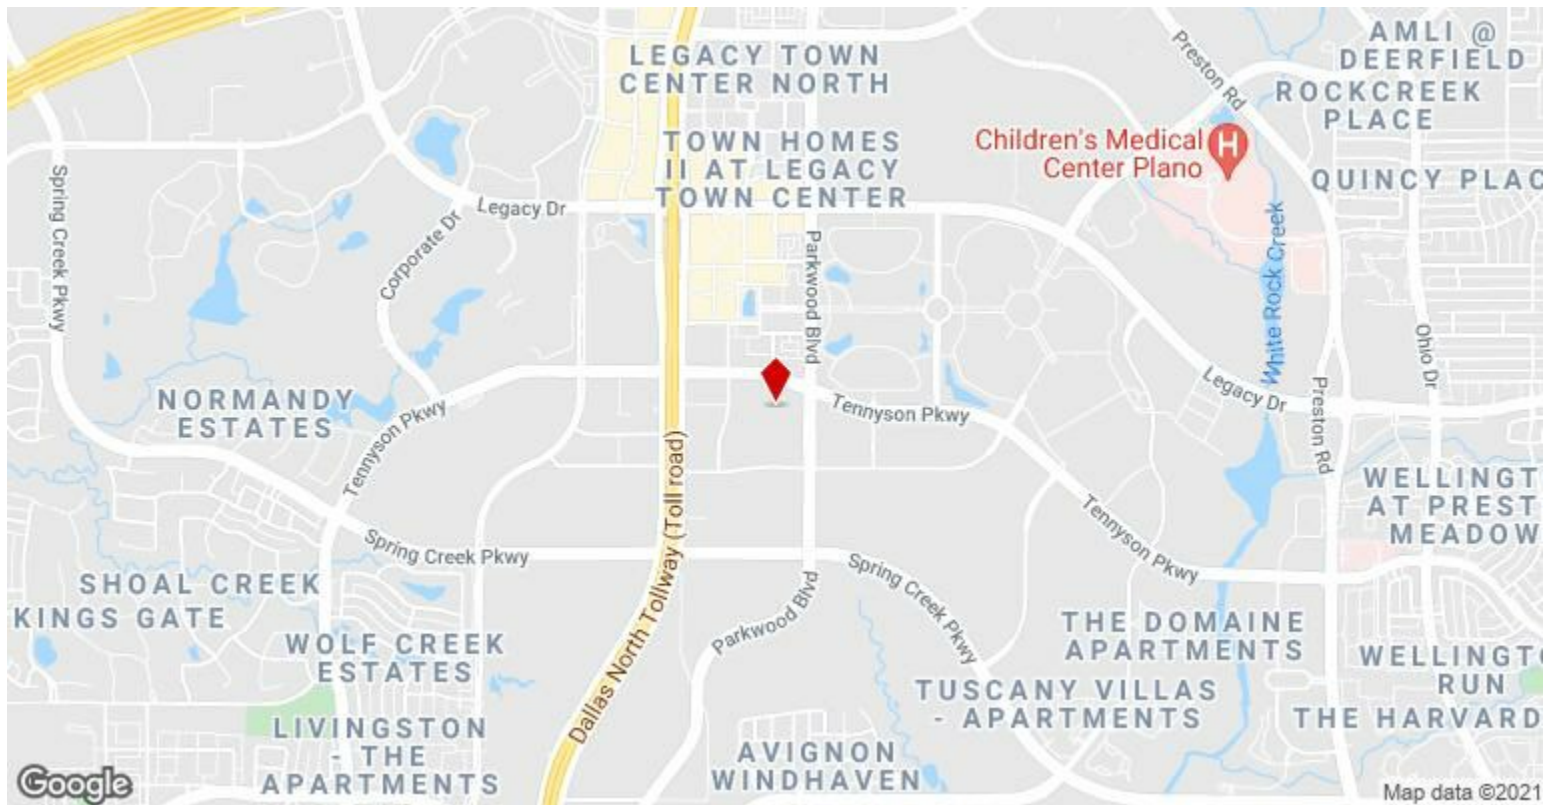 LEGACY TOWN
CENTER NORTH
AMLI @
DEERFIELD
ROCKCREEK
PLACE
Preston Rd
TOWN HOMES
II AT LEGACY
TOWN CENTER
Children's Medical
Center Plano
H
QUINCY PLAC
Spring Creek Pkwy
Legacy Dr
Corporate Dr
Parkwood Blvd
White Rock Creek
Ohio Dr
NORMANDY
ESTATES
Tennyson Pkwy
Tennyson Pkwy
Legacy Dr
Preston Rd
Dallas North Tollway (Toll road)
WELLINGT
AT PREST
MEADOW
Tennyson Pkwy
Spring Creek Pkwy
Spring Creek Pkwy
Parkwood Blvd
SHOAL CREEK
KINGS GATE
WOLF CREEK
ESTATES
THE DOMAINE
APARTMENTS
WELLINGTO
RUN
TUSCANY VILLAS
- APARTMENTS
THE HARVARD
LIVINGSTON
- THE
APARTMENTS
AVIGNON
WINDHAVEN
Google
Map data ©2021